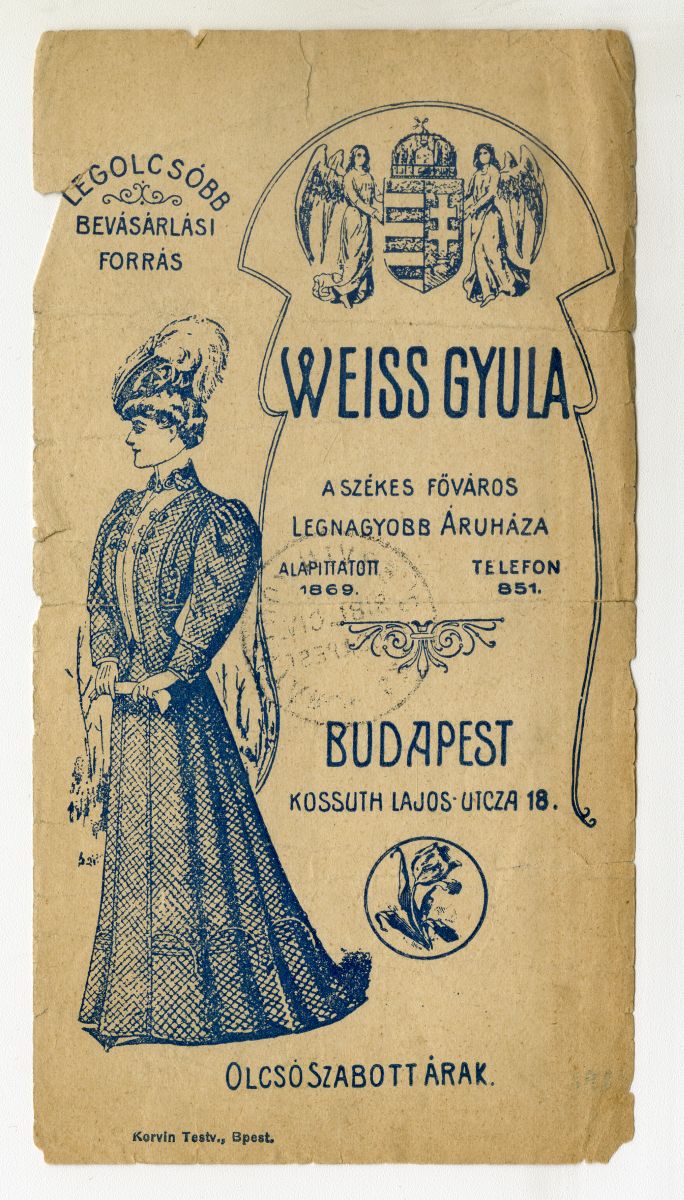 LEGOLCSÓBB
BEVÁSÁRLÁSI
FORRÁS
WEISS GYULA
A SZÉKES FŐVÁROS
LEGNAGYOBB ÁRUHÁZA
ALAPITTATOTT
1869.
TELEFON
851.
BUDAPEST
KOSSUTH LAJOS-UTCZA 18.
OLCSÓ SZABOTT ÁRAK.
Korvin Testv., Bpest.